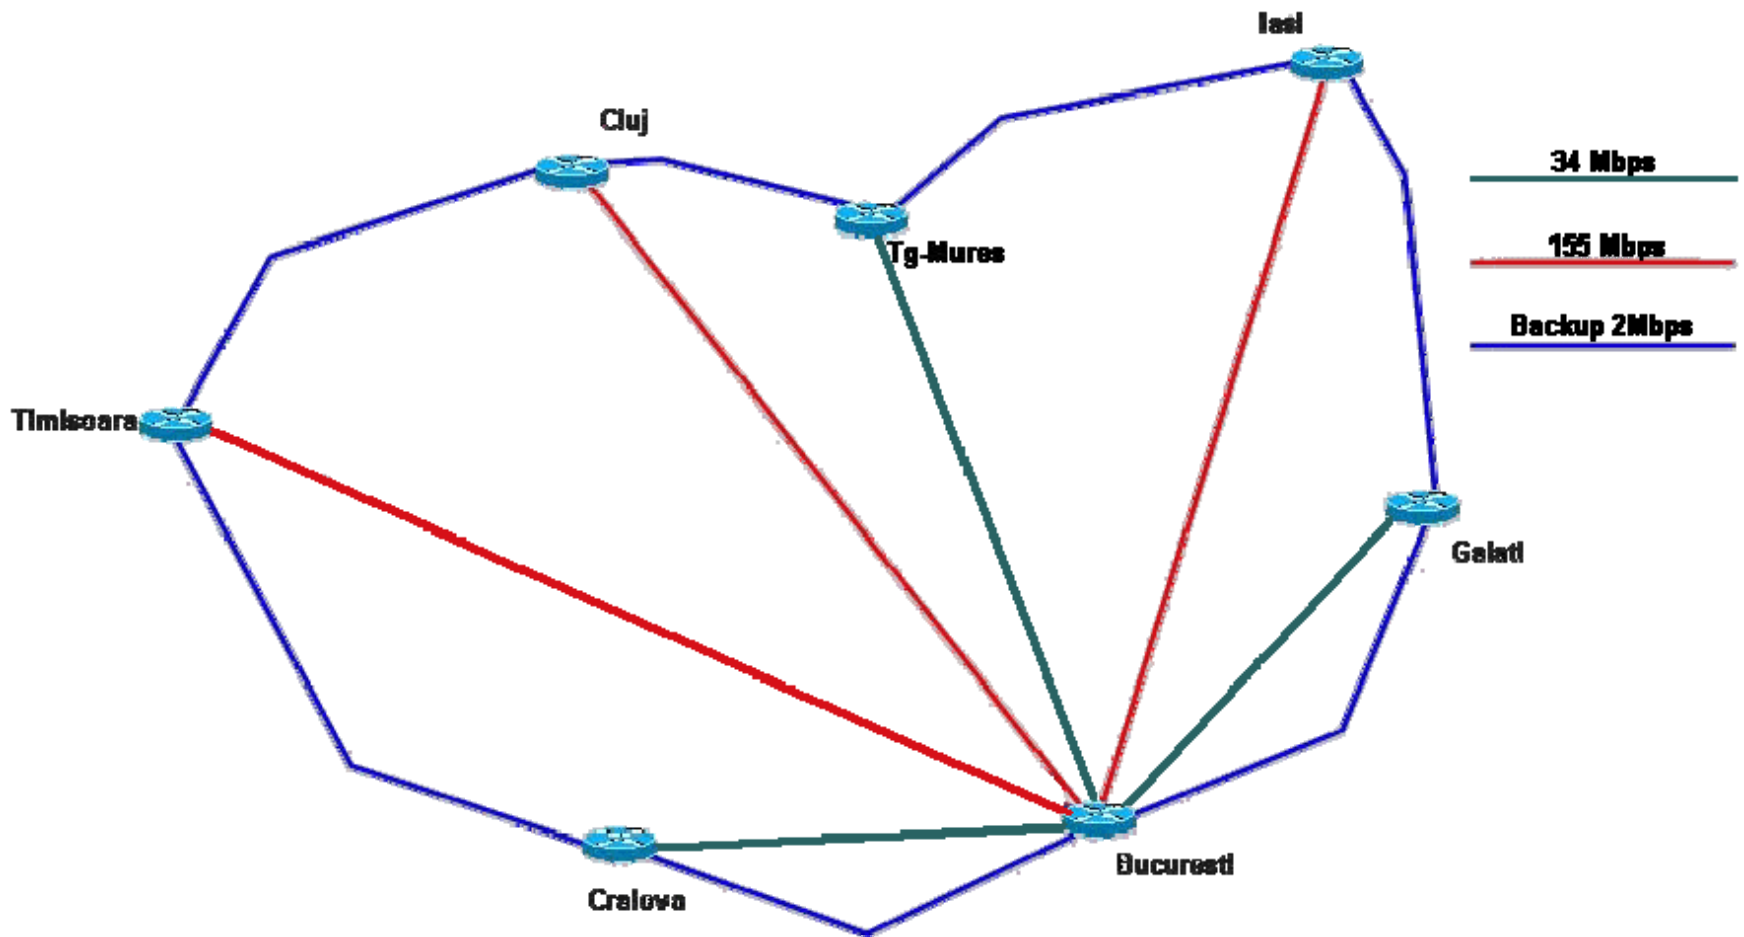 Iasi
Cluj
34 Mbps
Tg-Mures
155 Mbps
Backup 2Mbps
Timisoara
Galati
Bucuresti
Craiova